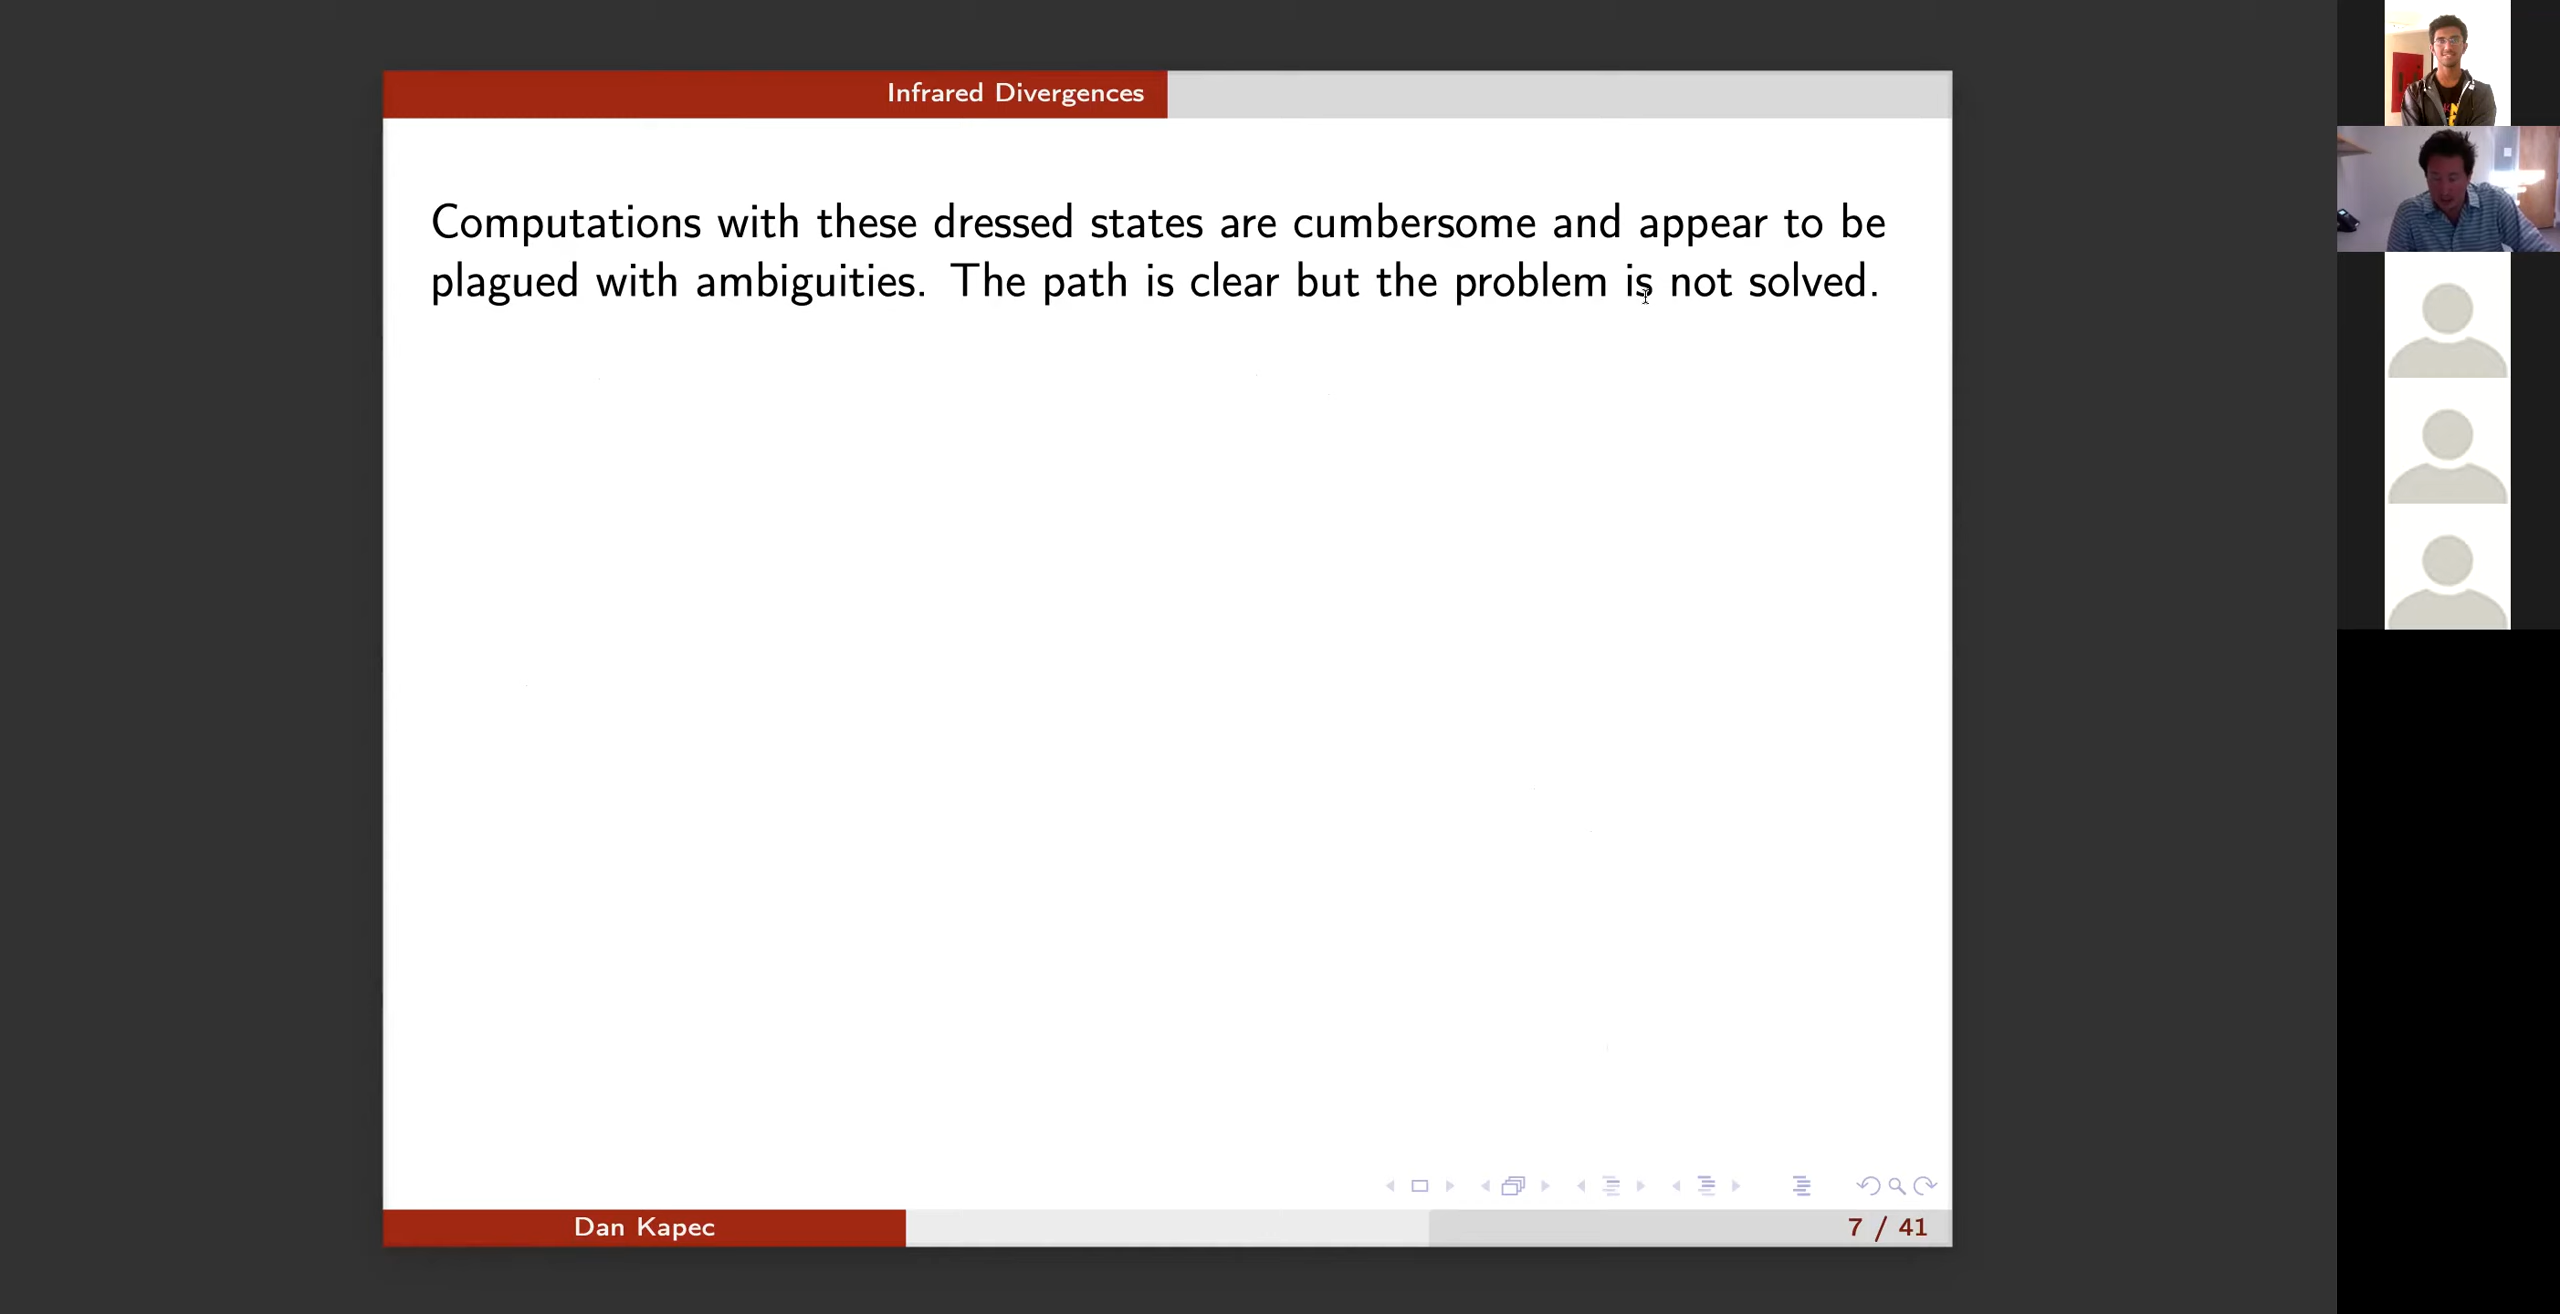 Infrared Divergences
Computations with these dressed states are cumbersome and appear to be
plagued with ambiguities. The path is clear but the problem is not solved.
Dan Kapec
7 / 41